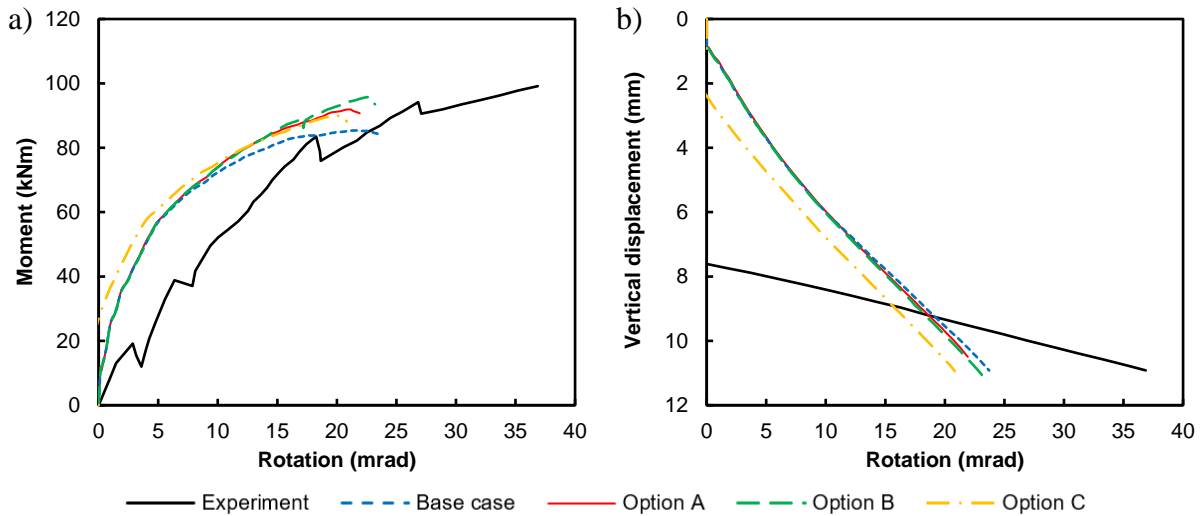 a)
Moment (kNm)
120
100
80
60
40
20
0
0 5 10 15 20 25 30 35 40
Rotation (mrad)
b)
Vertical displacement (mm)
0
2
4
6
8
10
12
0 5 10 15 20 25 30 35 40
Rotation (mrad)
Experiment Base case Option A Option B Option C